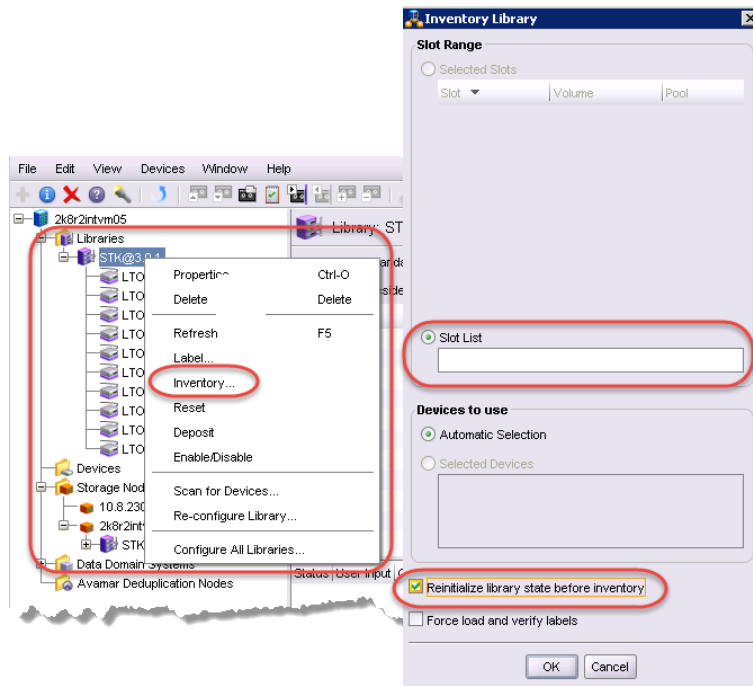 Inventory Library
Slot Range
Selected Slots
Slot Volume Pool
Slot List
Devices to use
Automatic Selection
Selected Devices
Reinitialize library state before inventory
Force load and verify labels
OK Cancel
File Edit View Devices Window Help
2k8r2intvm05
Libraries
STK@3.0.1
LTO
LTO
LTO
LTO
LTO
LTO
LTO
LTO
LTO
LTO
Devices
Storage Nod
10.8.230
2k8r2int
STK
Data Domain Systems
Avamar Deduplication Nodes
Library: ST
Properties Ctrl-O
Delete Delete
Refresh F5
Label...
Inventory...
Reset
Deposit
Enable/Disable
Scan for Devices...
Re-configure Library...
Configure All Libraries...
Status User Input